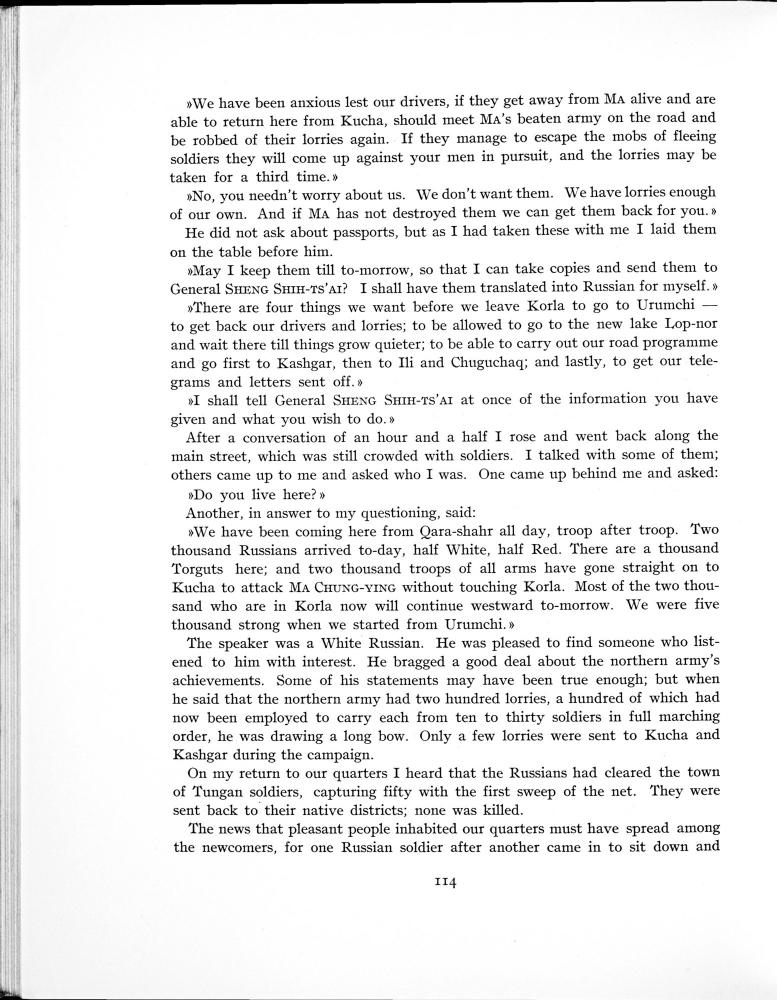 »We have been anxious lest our drivers, if they get away from MA alive and are
able to return here from Kucha, should meet MA's beaten army on the road and
be robbed of their lorries again. If they manage to escape the mobs of fleeing
soldiers they will come up against your men in pursuit, and the lorries may be
taken for a third time.»
»No, you needn't worry about us. We don't want them. We have lorries enough
of our own. And if MA has not destroyed them we can get them back for you.»
He did not ask about passports, but as I had taken these with me I laid them
on the table before him.
»May I keep them till to-morrow, so that I can take copies and send them to
General SHENG SHIH-TS'AI? I shall have them translated into Russian for myself.»
»There are four things we want before we leave Korla to go to Urumchi —
to get back our drivers and lorries; to be allowed to go to the new lake Lop-nor
and wait there till things grow quieter; to be able to carry out our road programme
and go first to Kashgar, then to Ili and Chuguchaq; and lastly, to get our tele-
grams and letters sent off.»
»I shall tell General SHENG SHIH-TS'AI at once of the information you have
given and what you wish to do.»
After a conversation of an hour and a half I rose and went back along the
main street, which was still crowded with soldiers. I talked with some of them;
others came up to me and asked who I was. One came up behind me and asked:
»Do you live here?»
Another, in answer to my questioning, said:
»We have been coming here from Qara-shahr all day, troop after troop. Two
thousand Russians arrived to-day, half White, half Red. There are a thousand
Torguts here; and two thousand troops of all arms have gone straight on to
Kucha to attack MA CHUNG-YING without touching Korla. Most of the two thou-
sand who are in Korla now will continue westward to-morrow. We were five
thousand strong when we started from Urumchi.»
The speaker was a White Russian. He was pleased to find someone who list-
ened to him with interest. He bragged a good deal about the northern army's
achievements. Some of his statements may have been true enough; but when
he said that the northern army had two hundred lorries, a hundred of which had
now been employed to carry each from ten to thirty soldiers in full marching
order, he was drawing a long bow. Only a few lorries were sent to Kucha and
Kashgar during the campaign.
On my return to our quarters I heard that the Russians had cleared the town
of Tungan soldiers, capturing fifty with the first sweep of the net. They were
sent back to their native districts; none was killed.
The news that pleasant people inhabited our quarters must have spread among
the newcomers, for one Russian soldier after another came in to sit down and
114